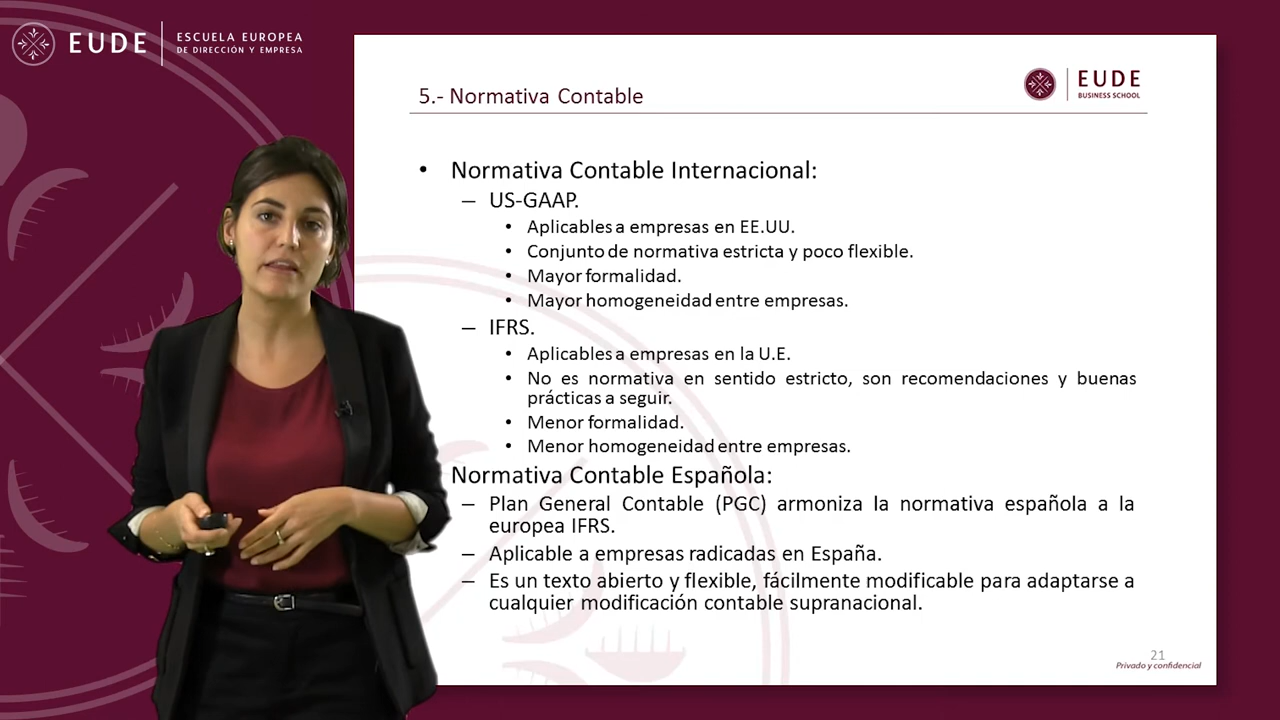 EUDE
ESCUELA EUROPEA
DE DIRECCIÓN Y EMPRESA
EUDE
BUSINESS SCHOOL
5.- Normativa Contable
• Normativa Contable Internacional:
– US-GAAP.
• Aplicables a empresas en EE.UU.
• Conjunto de normativa estricta y poco flexible.
• Mayor formalidad.
• Mayor homogeneidad entre empresas.
– IFRS.
• Aplicables a empresas en la U.E.
• No es normativa en sentido estricto, son recomendaciones y buenas
prácticas a seguir.
• Menor formalidad.
• Menor homogeneidad entre empresas.
Normativa Contable Española:
– Plan General Contable (PGC) armoniza la normativa española a la
europea IFRS.
– Aplicable a empresas radicadas en España.
– Es un texto abierto y flexible, fácilmente modificable para adaptarse a
cualquier modificación contable supranacional.
21
Privado y confidencial